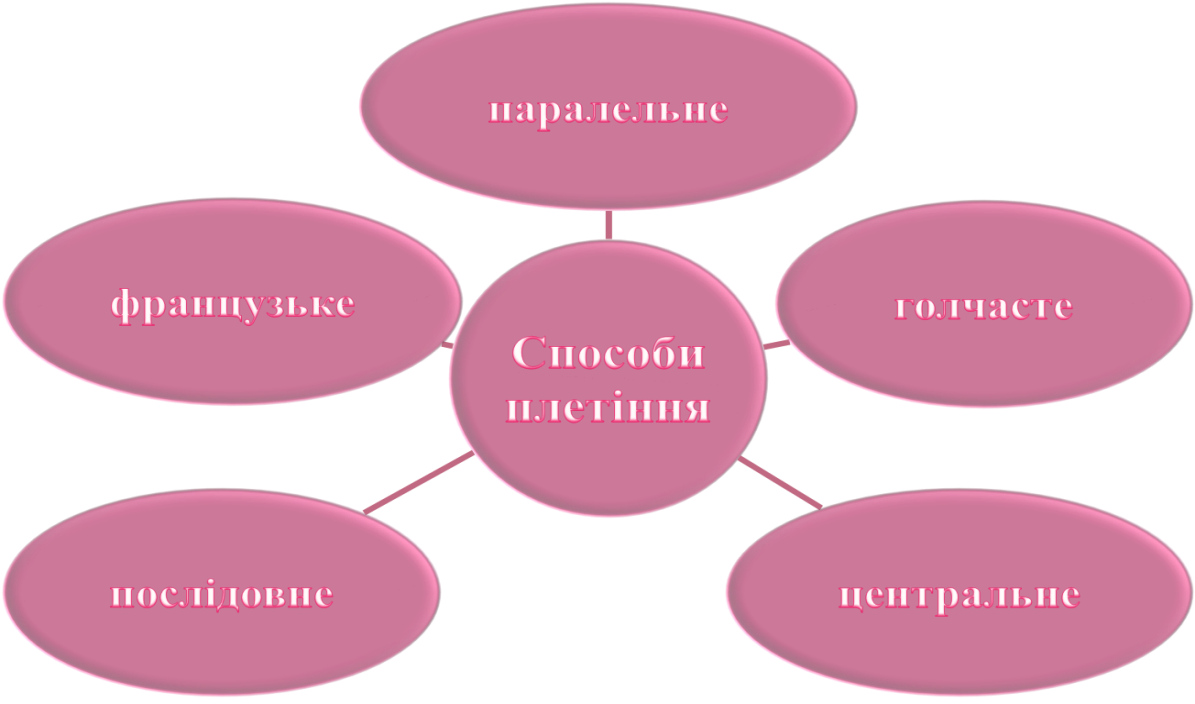 паралельне
французьке
голчасте
Способи
плетіння
послідовне
центральне